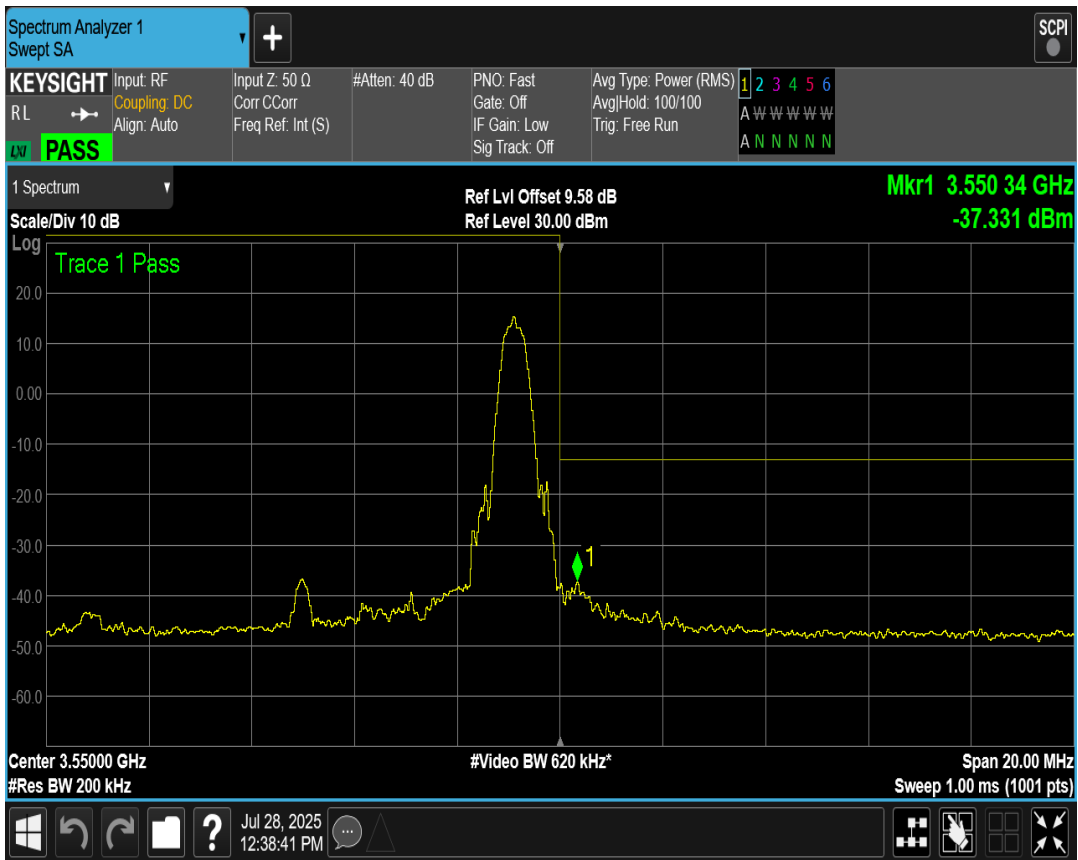 Spectrum Analyzer 1
Swept SA
+
SCPI
KEYSIGHT
RL
LXI PASS
Input: RF
Coupling: DC
Align: Auto
Input Z: 50 Ω
Corr CCorr
Freq Ref: Int (S)
#Atten: 40 dB
PNO: Fast
Gate: Off
IF Gain: Low
Sig Track: Off
Avg Type: Power (RMS)
Avg|Hold: 100/100
Trig: Free Run
1 2 3 4 5 6
A W W W W W
A N N N N N
1 Spectrum
Scale/Div 10 dB
Ref Lvl Offset 9.58 dB
Ref Level 30.00 dBm
Mkr1 3.550 34 GHz
-37.331 dBm
Log
Trace 1 Pass
20.0
10.0
0.00
-10.0
-20.0
-30.0
1
-40.0
-50.0
-60.0
Center 3.55000 GHz
#Res BW 200 kHz
#Video BW 620 kHz*
Span 20.00 MHz
Sweep 1.00 ms (1001 pts)
?
Jul 28, 2025
12:38:41 PM